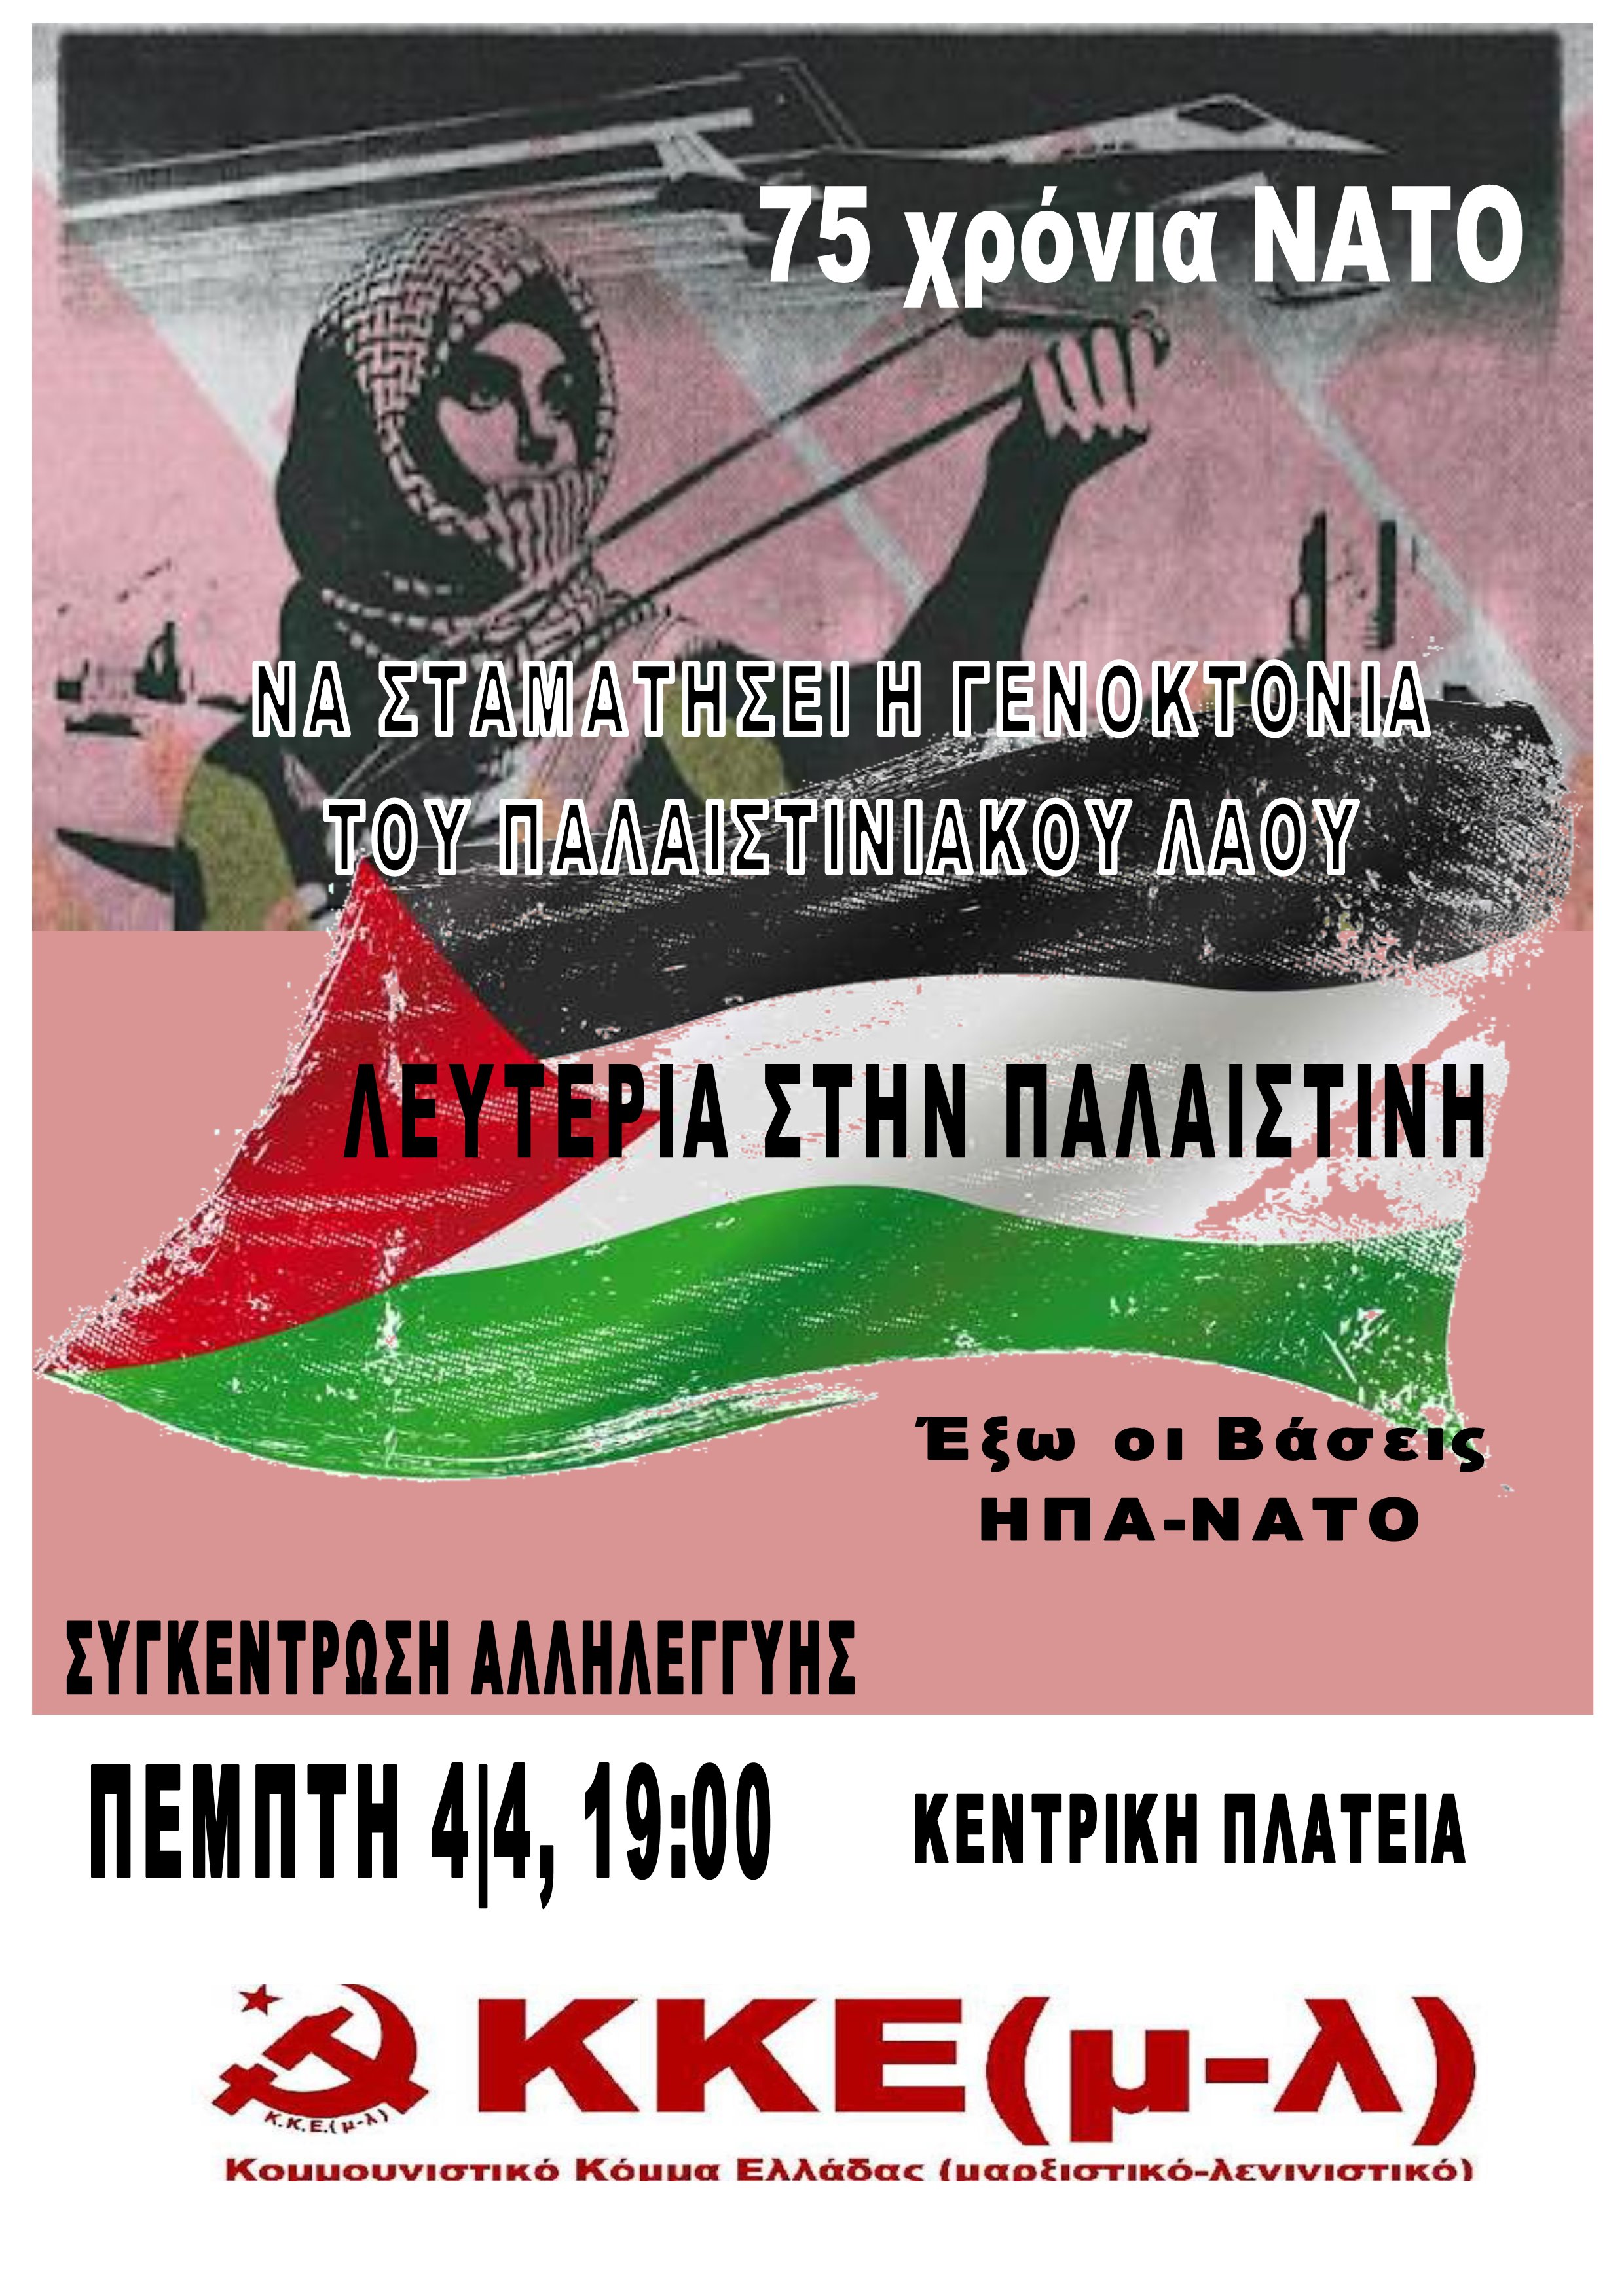 75 χρόνια ΝΑΤΟ
ΝΑ ΣΤΑΜΑΤΗΣΕΙ Η ΓΕΝΟΚΤΟΝΙΑ
ΤΟΥ ΠΑΛΑΙΣΤΙΝΙΑΚΟΥ ΛΑΟΥ
ΛΕΥΤΕΡΙΑ ΣΤΗΝ ΠΑΛΑΙΣΤΙΝΗ
Έξω οι Βάσεις
ΗΠΑ-ΝΑΤΟ
ΣΥΓΚΕΝΤΡΩΣΗ ΑΛΛΗΛΕΓΓΥΗΣ
ΠΕΜΠΤΗ 4|4, 19:00
ΚΕΝΤΡΙΚΗ ΠΛΑΤΕΙΑ
Κ.Κ.Ε.(μ-λ)
ΚΚΕ(μ-λ)
Κομμουνιστικό Κόμμα Ελλάδας (μαρξιστικό-λενινιστικό)